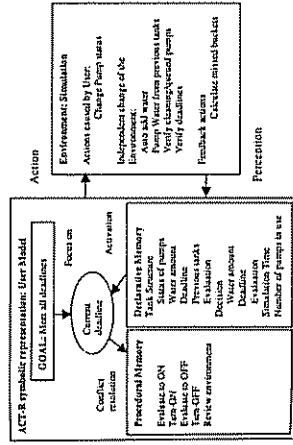 ACT-R symbolic representation: User Model
GOAL: Meet all deadlines
Focus on
Current
deadline
Conflict
resolution
Activation
Procedural Memory
Evaluate to ON
Turn-ON
Evaluate to OFF
Turn-OFF
Review environment
Declarative Memory
Tank Structure
Status of pumps
Water amount
Deadline
Previous tanks
Evaluation
Decision
Water amount
Deadline
Evaluation
Simulation Time
Number of pumps in use
Action
Perception
Environment: Simulation
Actions caused by User:
Change Pump status
Independent change of the
Environment:
Auto add water
Pump Water from previous tanks
Verify cleaning/opened pumps
Verify deadlines
Feedback actions
Calculate missed buckets